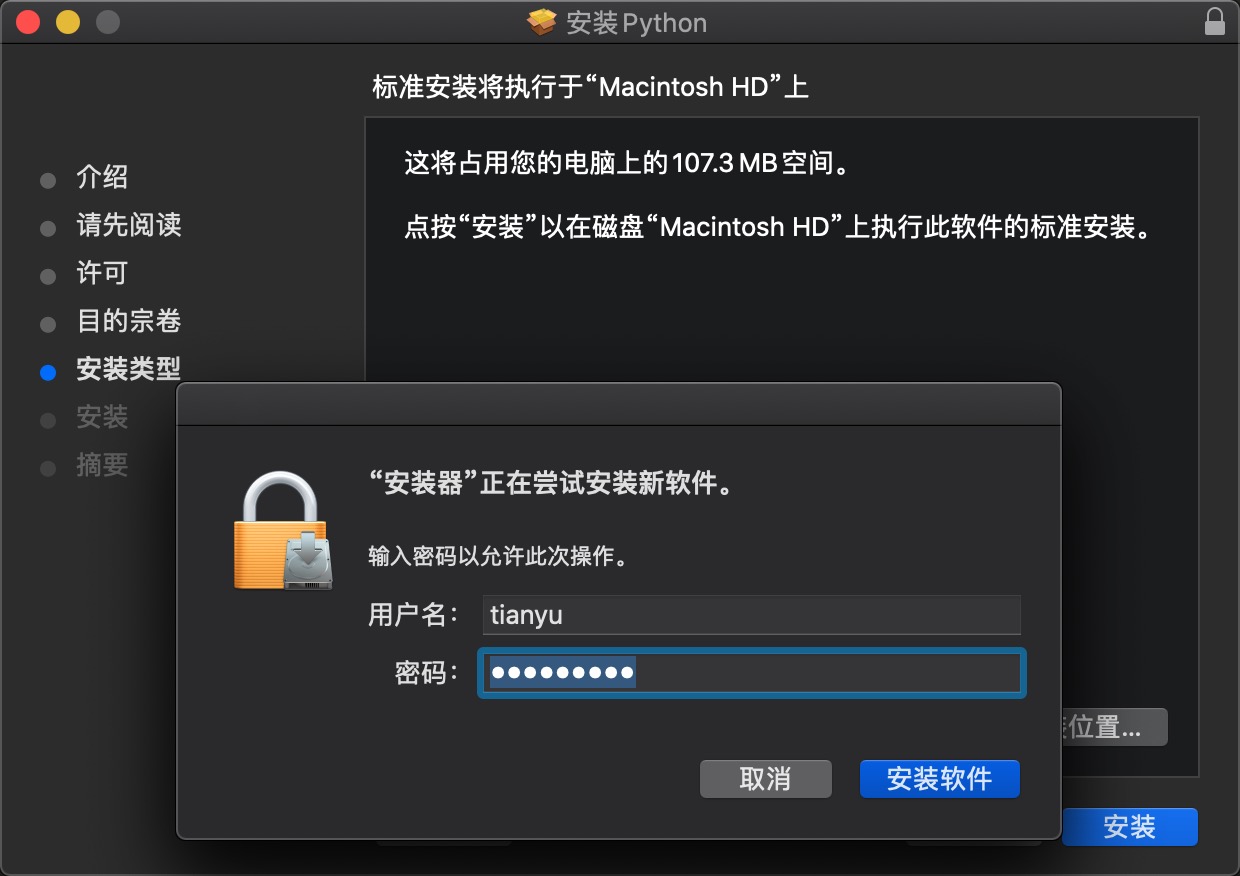 安装Python
标准安装将执行于“Macintosh HD”上
介绍
请先阅读
许可
目的宗卷
安装类型
安装
摘要
这将占用您的电脑上的107.3 MB空间。
点按“安装”以在磁盘“Macintosh HD”上执行此软件的标准安装。
“安装器”正在尝试安装新软件。
输入密码以允许此次操作。
用户名： tianyu
密码： •••••••••
取消 安装软件
位置...
安装